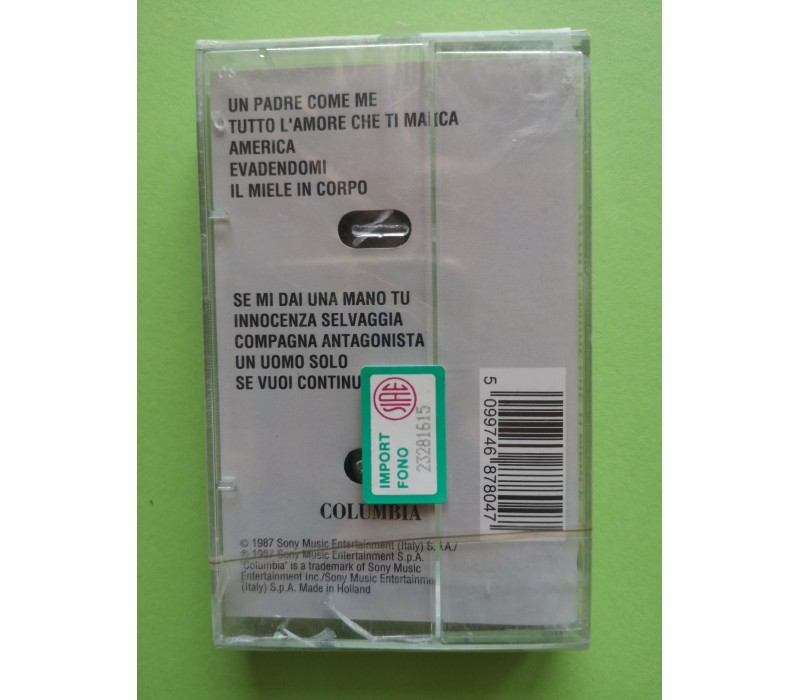 UN PADRE COME ME
TUTTO L'AMORE CHE TI MANCA
AMERICA
EVADENDOMI
IL MIELE IN CORPO
SE MI DAI UNA MANO TU
INNOCENZA SELVAGGIA
COMPAGNA ANTAGONISTA
UN UOMO SOLO
SE VUOI CONTINU
SIAE
IMPORT
FONO
23281615
5 099746 878047
COLUMBIA
© 1987 Sony Music Entertainment (Italy) S.p.A./
℗ 1987 Sony Music Entertainment S.p.A.
"Columbia" is a trademark of Sony Music
Entertainment Inc./Sony Music Entertainme
(Italy) S.p.A. Made in Holland